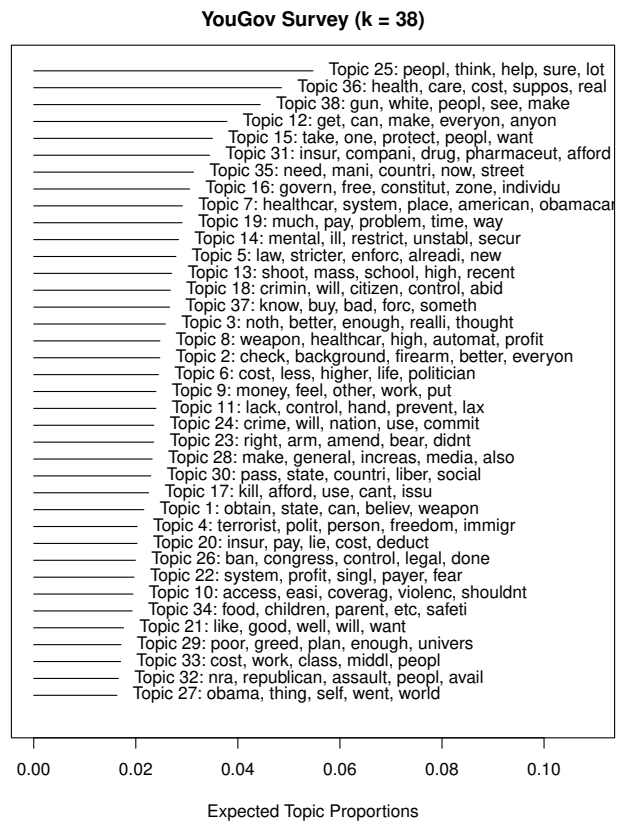 YouGov Survey (k = 38)
Topic 25: peopl, think, help, sure, lot
Topic 36: health, care, cost, suppos, real
Topic 38: gun, white, peopl, see, make
Topic 12: get, can, make, everyon, anyon
Topic 15: take, one, protect, peopl, want
Topic 31: insur, compani, drug, pharmaceut, afford
Topic 35: need, mani, countri, now, street
Topic 16: govern, free, constitut, zone, individu
Topic 7: healthcar, system, place, american, obamacar
Topic 19: much, pay, problem, time, way
Topic 14: mental, ill, restrict, unstabl, secur
Topic 5: law, stricter, enforc, alreadi, new
Topic 13: shoot, mass, school, high, recent
Topic 18: crimin, will, citizen, control, abid
Topic 37: know, buy, bad, forc, someth
Topic 3: noth, better, enough, realli, thought
Topic 8: weapon, healthcar, high, automat, profit
Topic 2: check, background, firearm, better, everyon
Topic 6: cost, less, higher, life, politician
Topic 9: money, feel, other, work, put
Topic 11: lack, control, hand, prevent, lax
Topic 24: crime, will, nation, use, commit
Topic 23: right, arm, amend, bear, didnt
Topic 28: make, general, increas, media, also
Topic 30: pass, state, countri, liber, social
Topic 17: kill, afford, use, cant, issu
Topic 1: obtain, state, can, believ, weapon
Topic 4: terrorist, polit, person, freedom, immigr
Topic 20: insur, pay, lie, cost, deduct
Topic 26: ban, congress, control, legal, done
Topic 22: system, profit, singl, payer, fear
Topic 10: access, easi, coverag, violenc, shouldnt
Topic 34: food, children, parent, etc, safeti
Topic 21: like, good, well, will, want
Topic 29: poor, greed, plan, enough, univers
Topic 33: cost, work, class, middl, peopl
Topic 32: nra, republican, assault, peopl, avail
Topic 27: obama, thing, self, went, world
0.00 0.02 0.04 0.06 0.08 0.10
Expected Topic Proportions